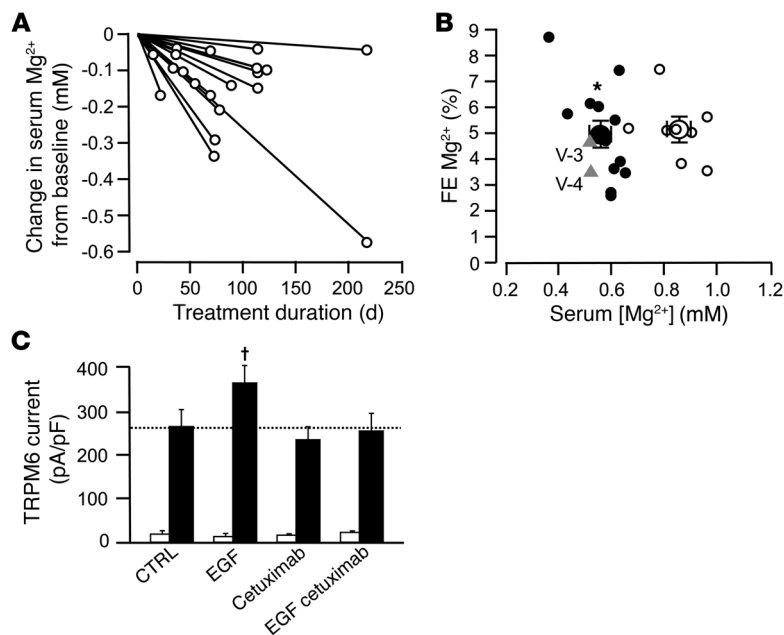 A
Change in serum Mg²⁺
from baseline (mM)
0
-0.1
-0.2
-0.3
-0.4
-0.5
-0.6
0 50 100 150 200 250
Treatment duration (d)
B
FE Mg²⁺ (%)
9
8
7
6
5
4
3
2
1
0
*
V-3
V-4
0.2 0.4 0.6 0.8 1.0 1.2
Serum [Mg²⁺] (mM)
C
TRPM6 current
(pA/pF)
400
300
200
100
0
†
CTRL
EGF
Cetuximab
EGF cetuximab